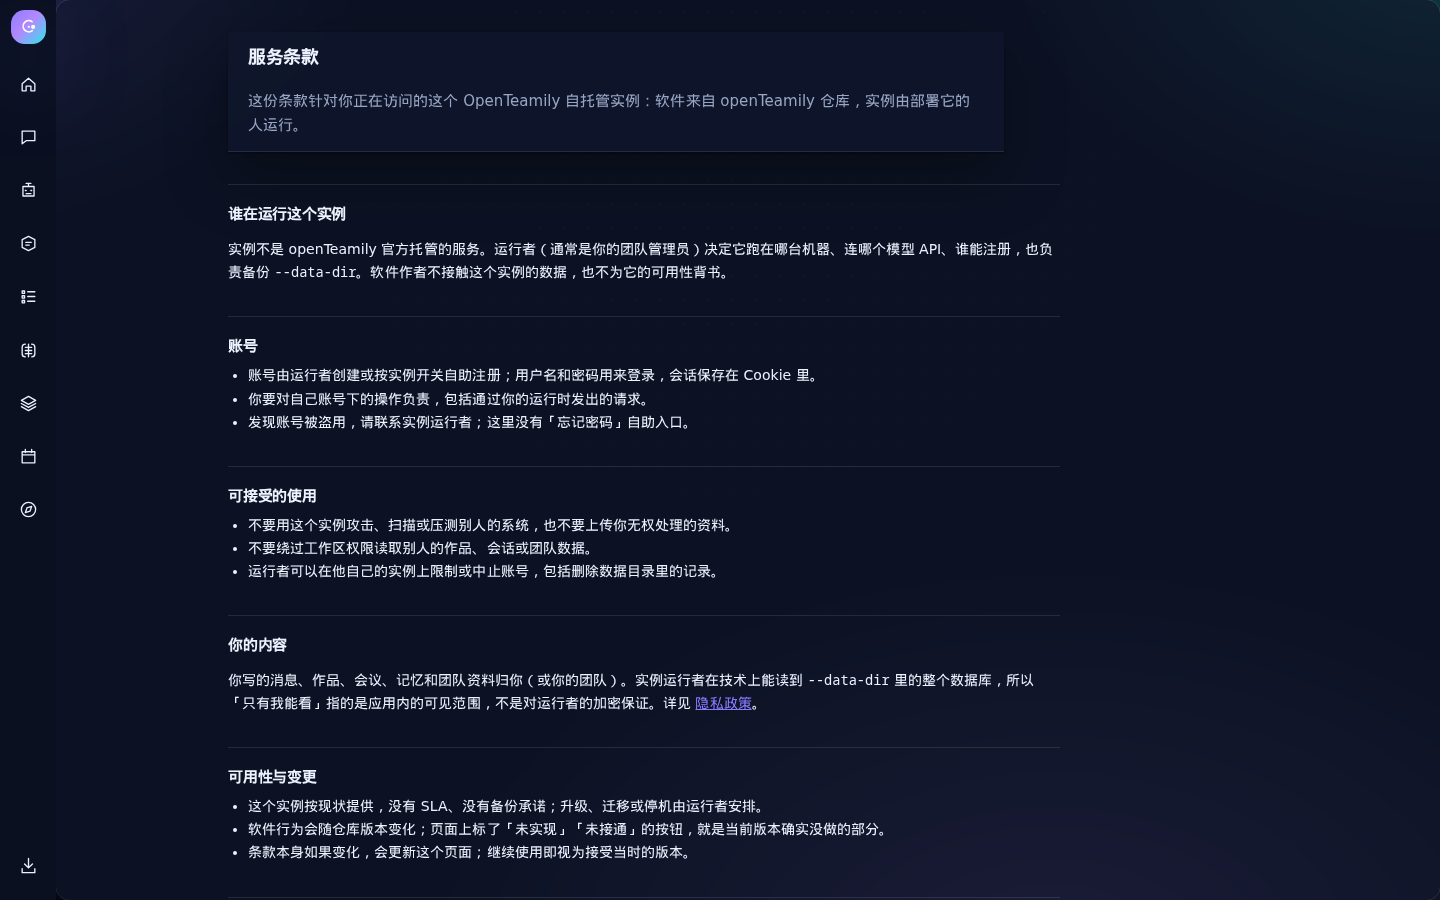 服务条款
这份条款针对你正在访问的这个 OpenTeamily 自托管实例：软件来自 openTeamily 仓库，实例由部署它的
人运行。
谁在运行这个实例
实例不是 openTeamily 官方托管的服务。运行者（通常是你的团队管理员）决定它跑在哪台机器、连哪个模型 API、谁能注册，也负
责备份 --data-dir。软件作者不接触这个实例的数据，也不为它的可用性背书。
账号
• 账号由运行者创建或按实例开关自助注册；用户名和密码用来登录，会话保存在 Cookie 里。
• 你要对自己账号下的操作负责，包括通过你的运行时发出的请求。
• 发现账号被盗用，请联系实例运行者；这里没有「忘记密码」自助入口。
可接受的使用
• 不要用这个实例攻击、扫描或压测别人的系统，也不要上传你无权处理的资料。
• 不要绕过工作区权限读取别人的作品、会话或团队数据。
• 运行者可以在他自己的实例上限制或中止账号，包括删除数据目录里的记录。
你的内容
你写的消息、作品、会议、记忆和团队资料归你（或你的团队）。实例运行者在技术上能读到 --data-dir 里的整个数据库，所以
「只有我能看」指的是应用内的可见范围，不是对运行者的加密保证。详见 隐私政策。
可用性与变更
• 这个实例按现状提供，没有 SLA、没有备份承诺；升级、迁移或停机由运行者安排。
• 软件行为会随仓库版本变化；页面上标了「未实现」「未接通」的按钮，就是当前版本确实没做的部分。
• 条款本身如果变化，会更新这个页面；继续使用即视为接受当时的版本。